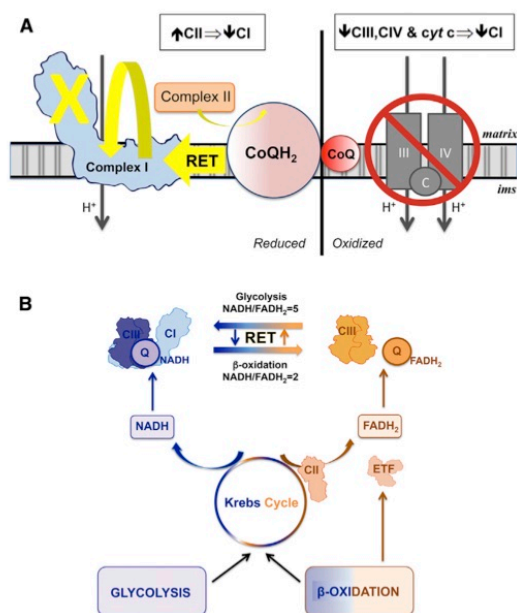 A
↑CII⇒↓CI
↓CIII,CIV & cyt c⇒↓CI
X
Complex II
Complex I
RET
CoQH₂
CoQ
III
IV
C
matrix
ims
H⁺
H⁺
H⁺
Reduced
Oxidized
B
Glycolysis
NADH/FADH₂=5
↓RET↑
β-oxidation
NADH/FADH₂=2
CIII
CI
Q
NADH
CIII
Q
FADH₂
NADH
FADH₂
CII
ETF
Krebs Cycle
GLYCOLYSIS
β-OXIDATION